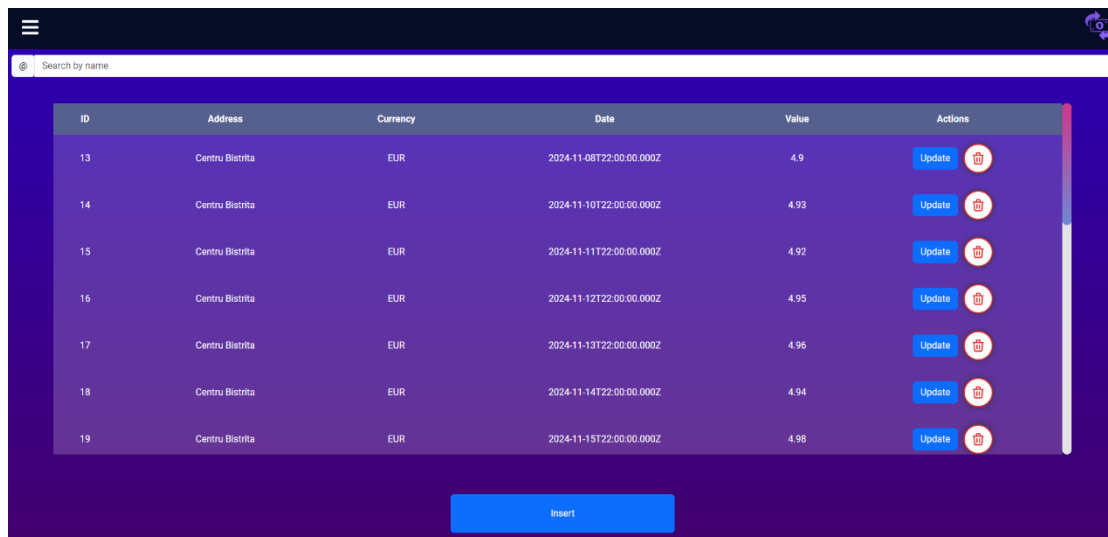 @ Search by name
ID Address Currency Date Value Actions
13 Centru Bistrita EUR 2024-11-08T22:00:00.000Z 4.9 Update
14 Centru Bistrita EUR 2024-11-10T22:00:00.000Z 4.93 Update
15 Centru Bistrita EUR 2024-11-11T22:00:00.000Z 4.92 Update
16 Centru Bistrita EUR 2024-11-12T22:00:00.000Z 4.95 Update
17 Centru Bistrita EUR 2024-11-13T22:00:00.000Z 4.96 Update
18 Centru Bistrita EUR 2024-11-14T22:00:00.000Z 4.94 Update
19 Centru Bistrita EUR 2024-11-15T22:00:00.000Z 4.98 Update
Insert